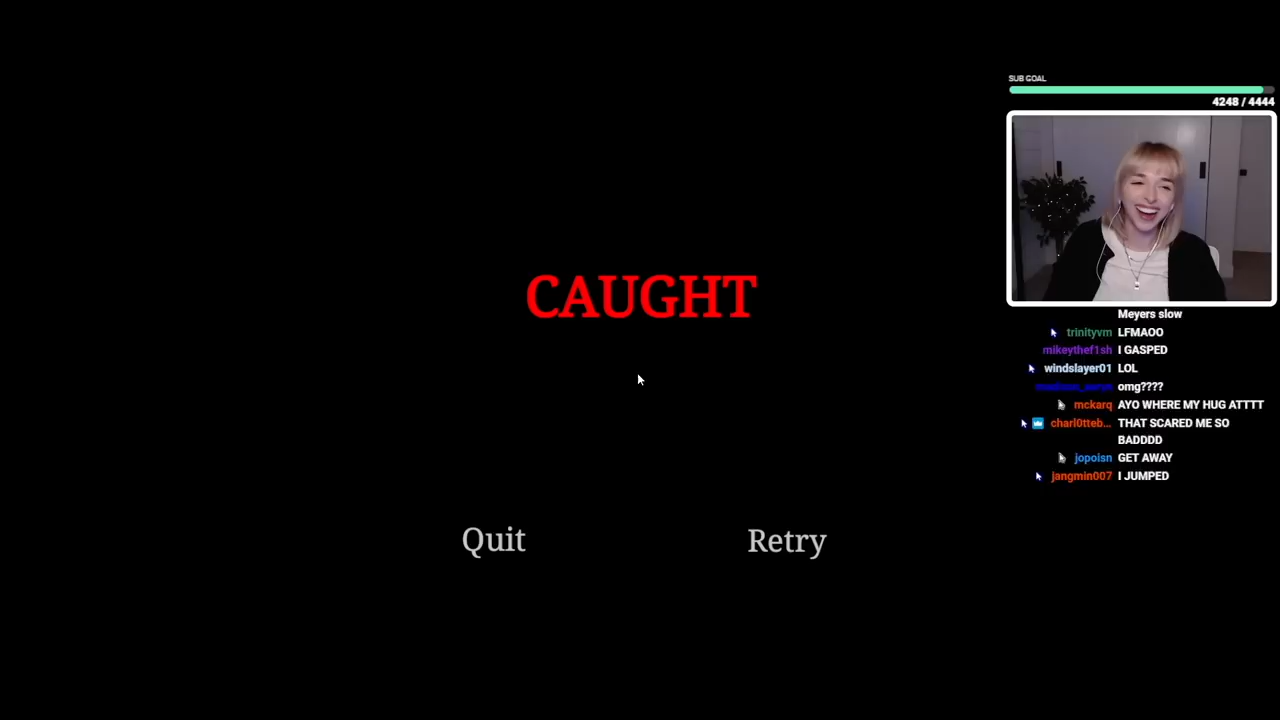 SUB GOAL
4248 / 4444
CAUGHT
Meyers slow
trinityvm LFMAOO
mikeythef1sh I GASPED
windslayer01 LOL
omg????
mckarq AYO WHERE MY HUG ATTTT
charl0tteb... THAT SCARED ME SO
BADDDD
jopoisn GET AWAY
jangmin007 I JUMPED
Quit
Retry